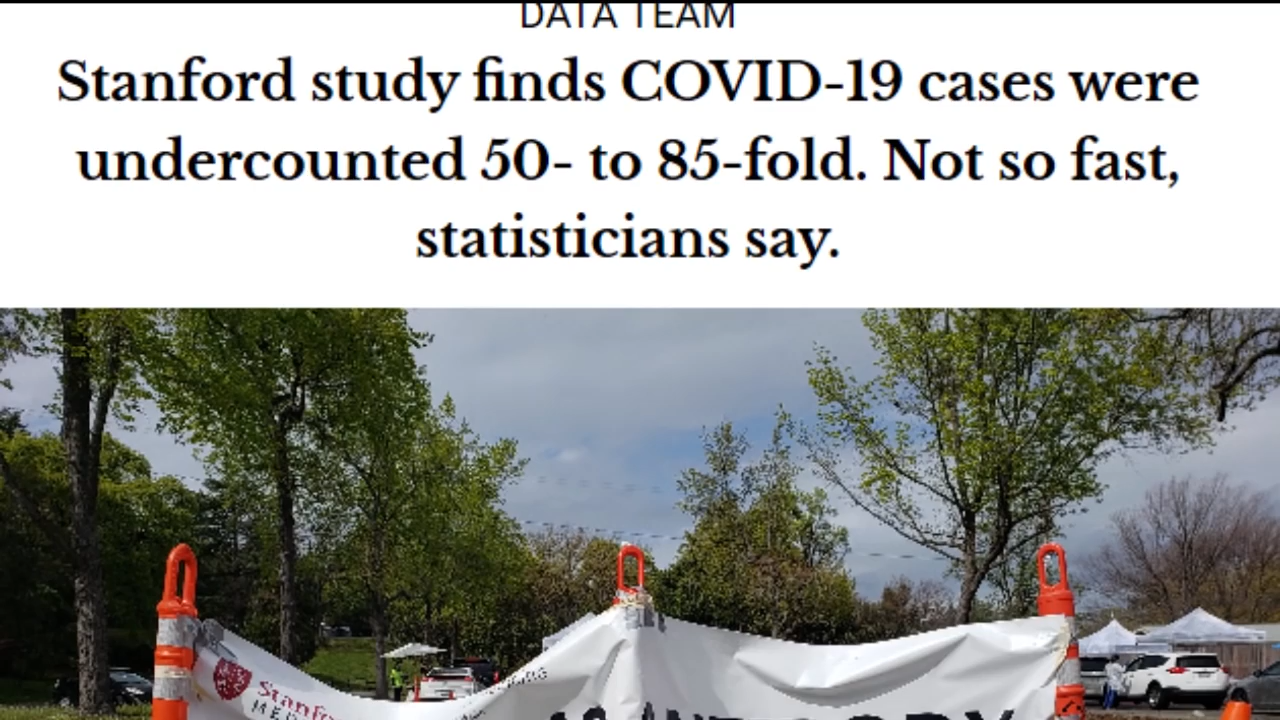 DATA TEAM
Stanford study finds COVID-19 cases were
undercounted 50- to 85-fold. Not so fast,
statisticians say.
Stanford